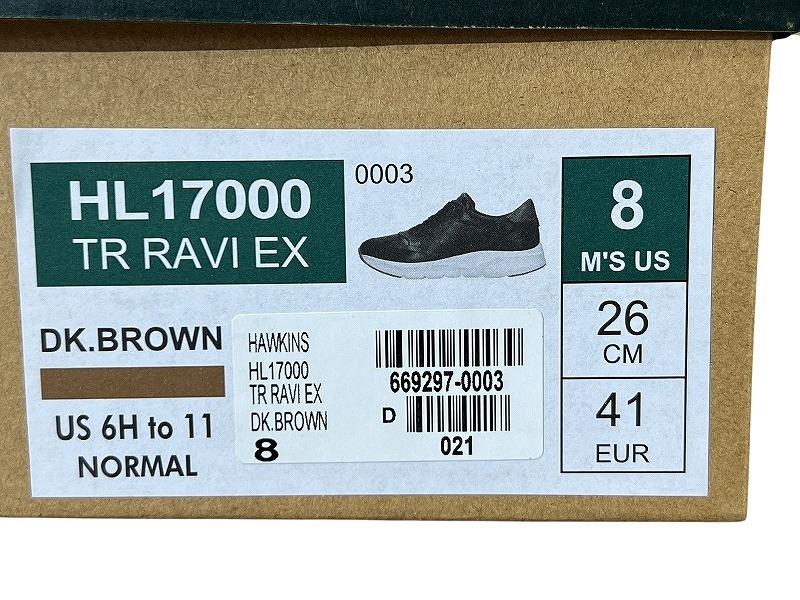 HL17000
TR RAVI EX
0003
8
M'S US
26
CM
41
EUR
DK.BROWN
US 6H to 11
NORMAL
HAWKINS
HL17000
TR RAVI EX
DK.BROWN
8
669297-0003
D
021